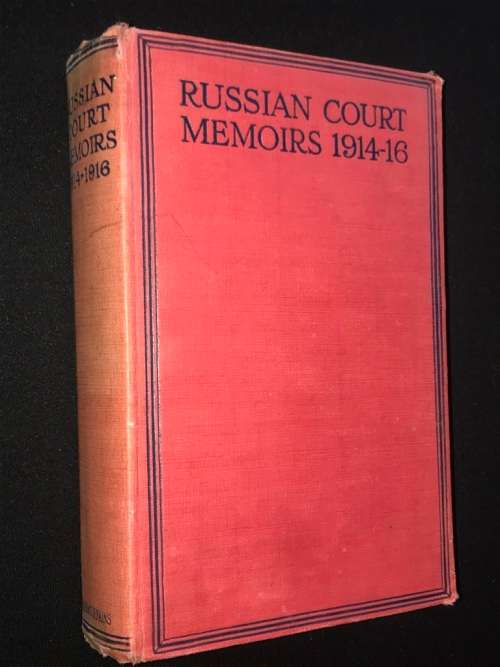 RUSSIAN COURT
MEMOIRS 1914-16
RUSSIAN
COURT
MEMOIRS
1914-1916